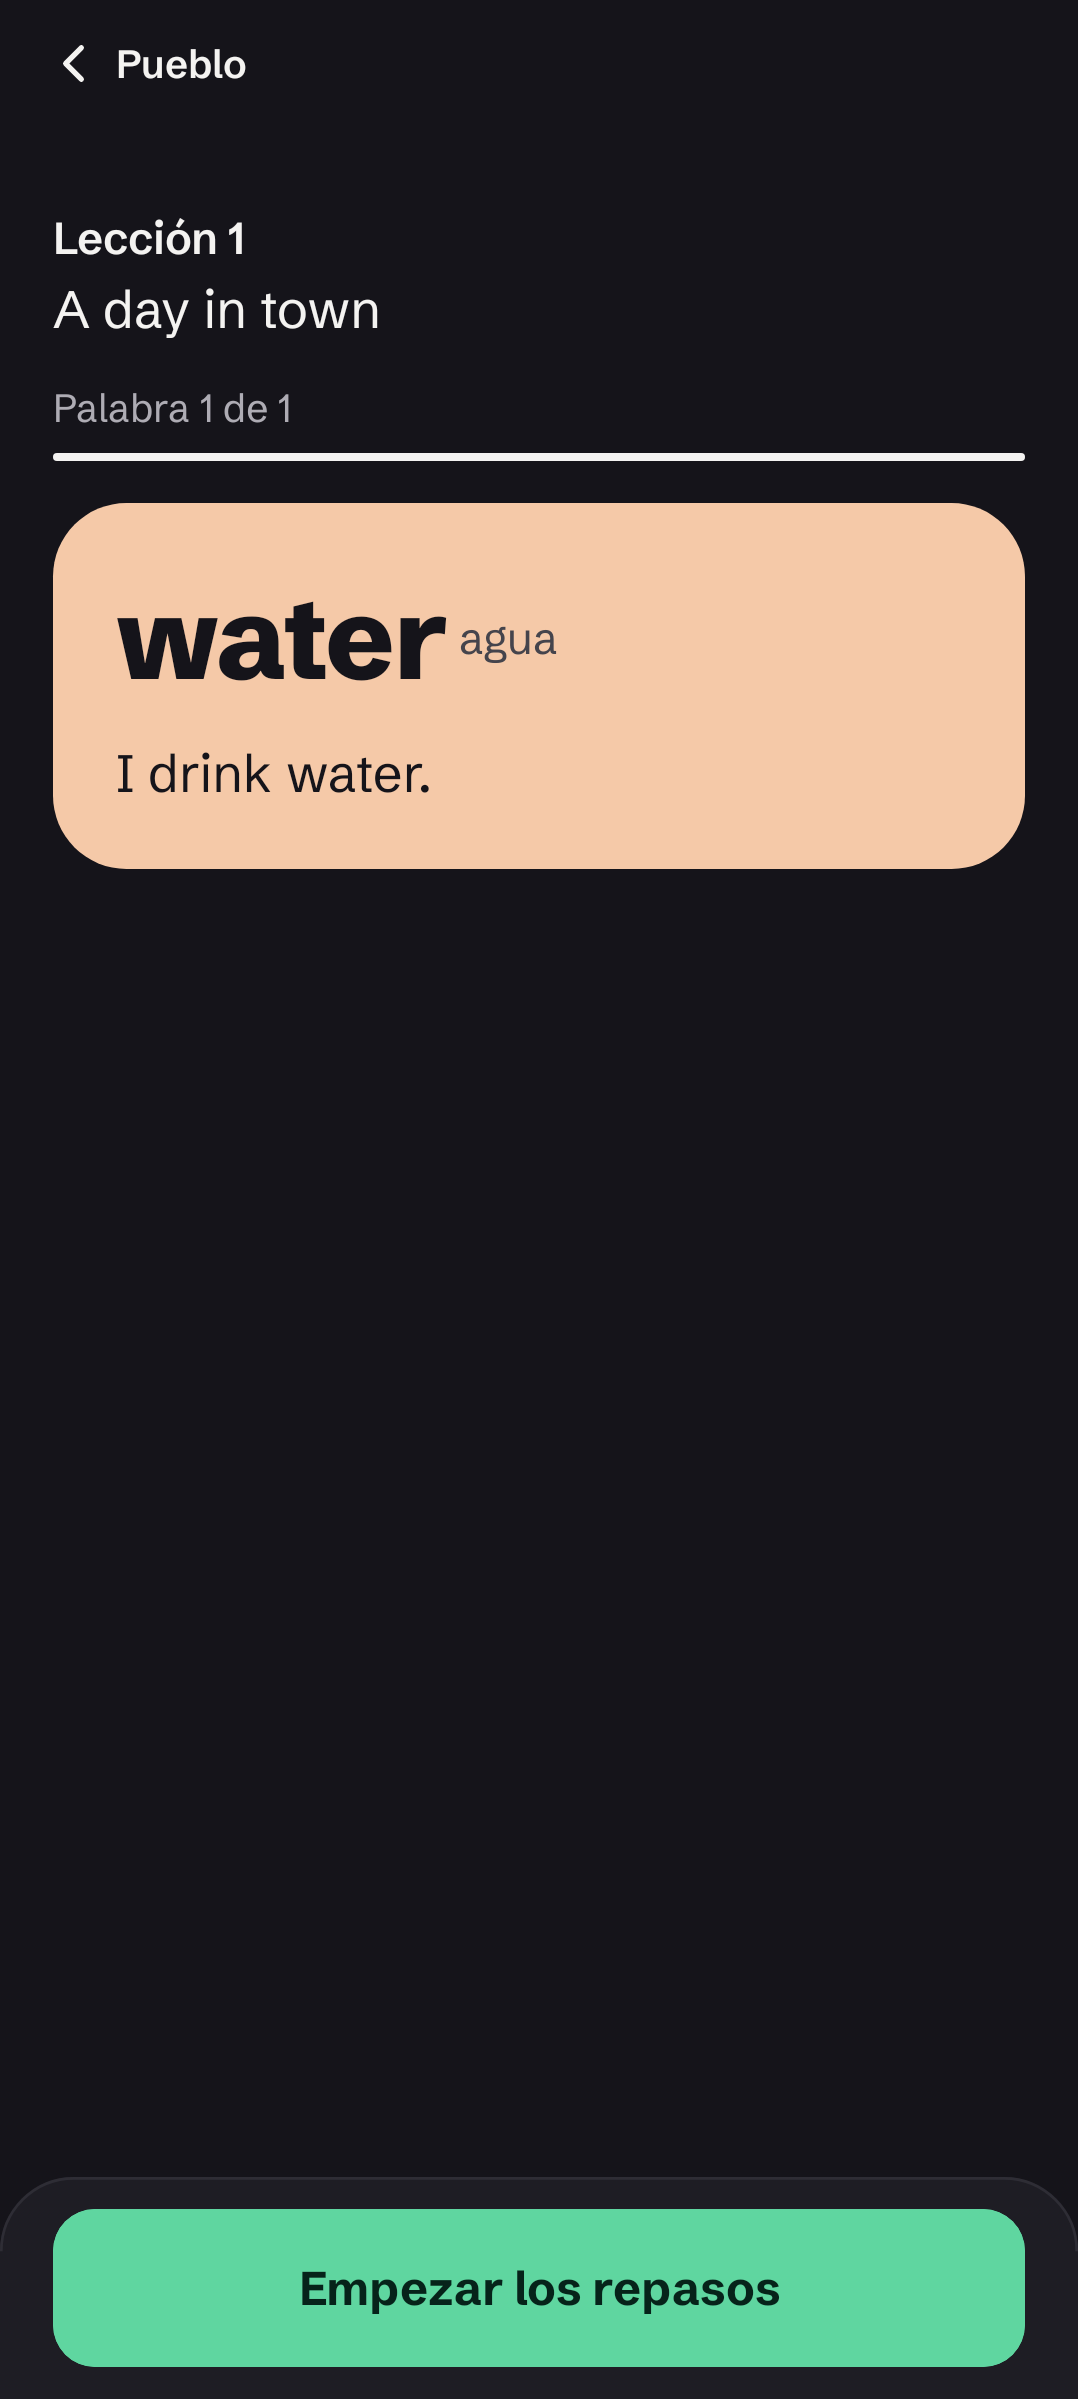 Pueblo
Lección 1
A day in town
Palabra 1 de 1
water agua
I drink water.
Empezar los repasos